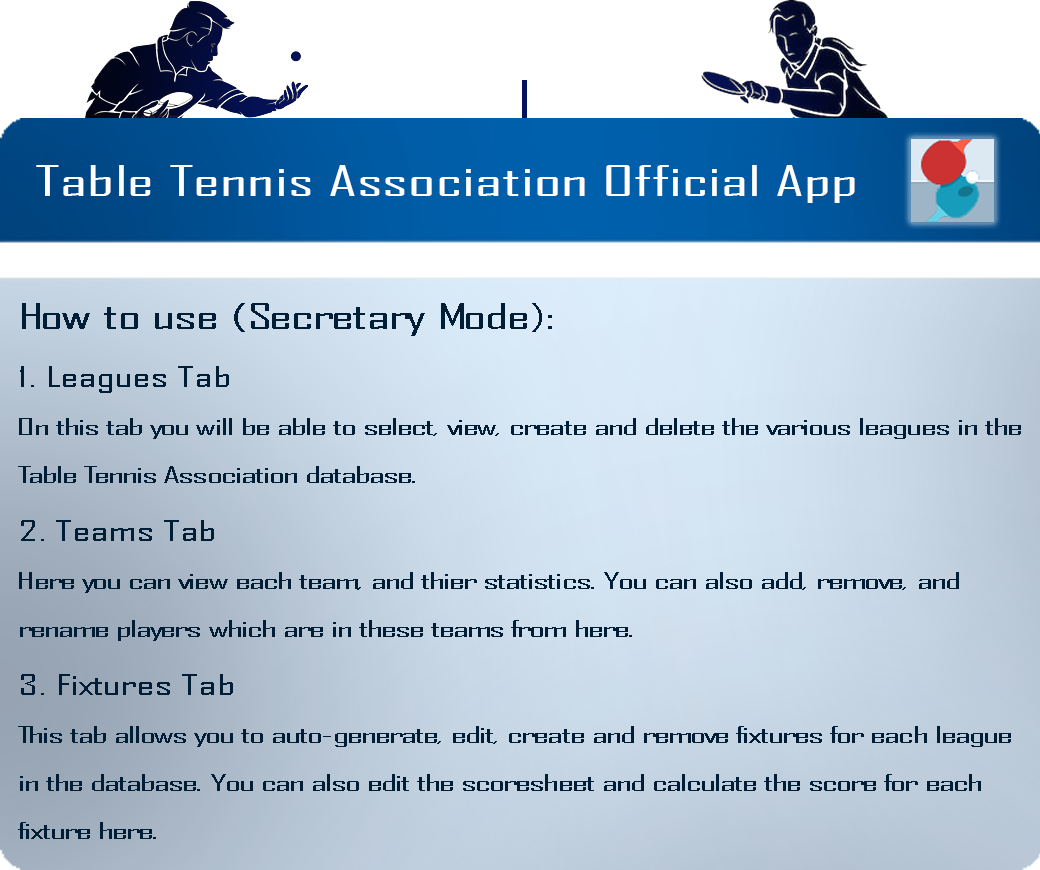 Table Tennis Association Official App
How to use (Secretary Mode):
1. Leagues Tab
On this tab you will be able to select, view, create and delete the various leagues in the
Table Tennis Association database.
2. Teams Tab
Here you can view each team, and thier statistics. You can also add, remove, and
rename players which are in these teams from here.
3. Fixtures Tab
This tab allows you to auto-generate, edit, create and remove fixtures for each league
in the database. You can also edit the scoresheet and calculate the score for each
fixture here.